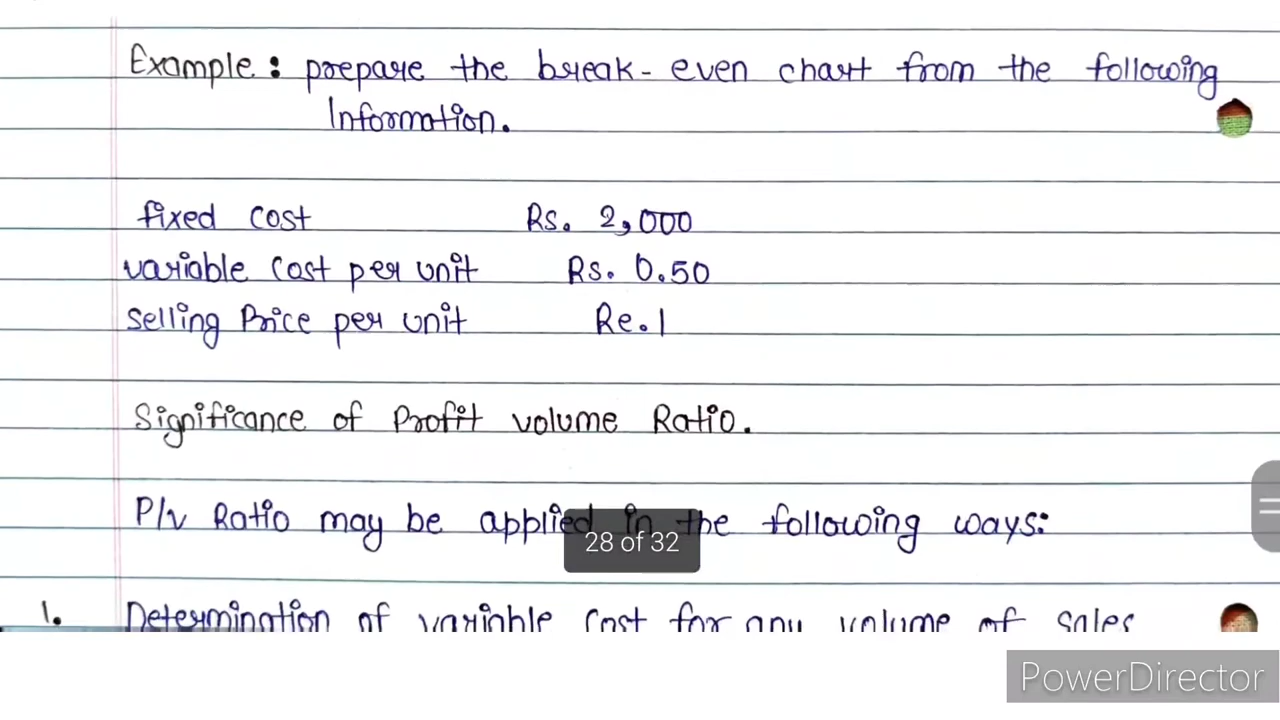 Example : prepare the break-even chart from the following
Information.
fixed cost Rs. 2,000
variable cost per unit Rs. 0.50
selling Price per unit Re. 1
Significance of Profit volume Ratio.
P/v Ratio may be applied in the following ways:
28 of 32
1. Determination of variable cost for any volume of sales
PowerDirector